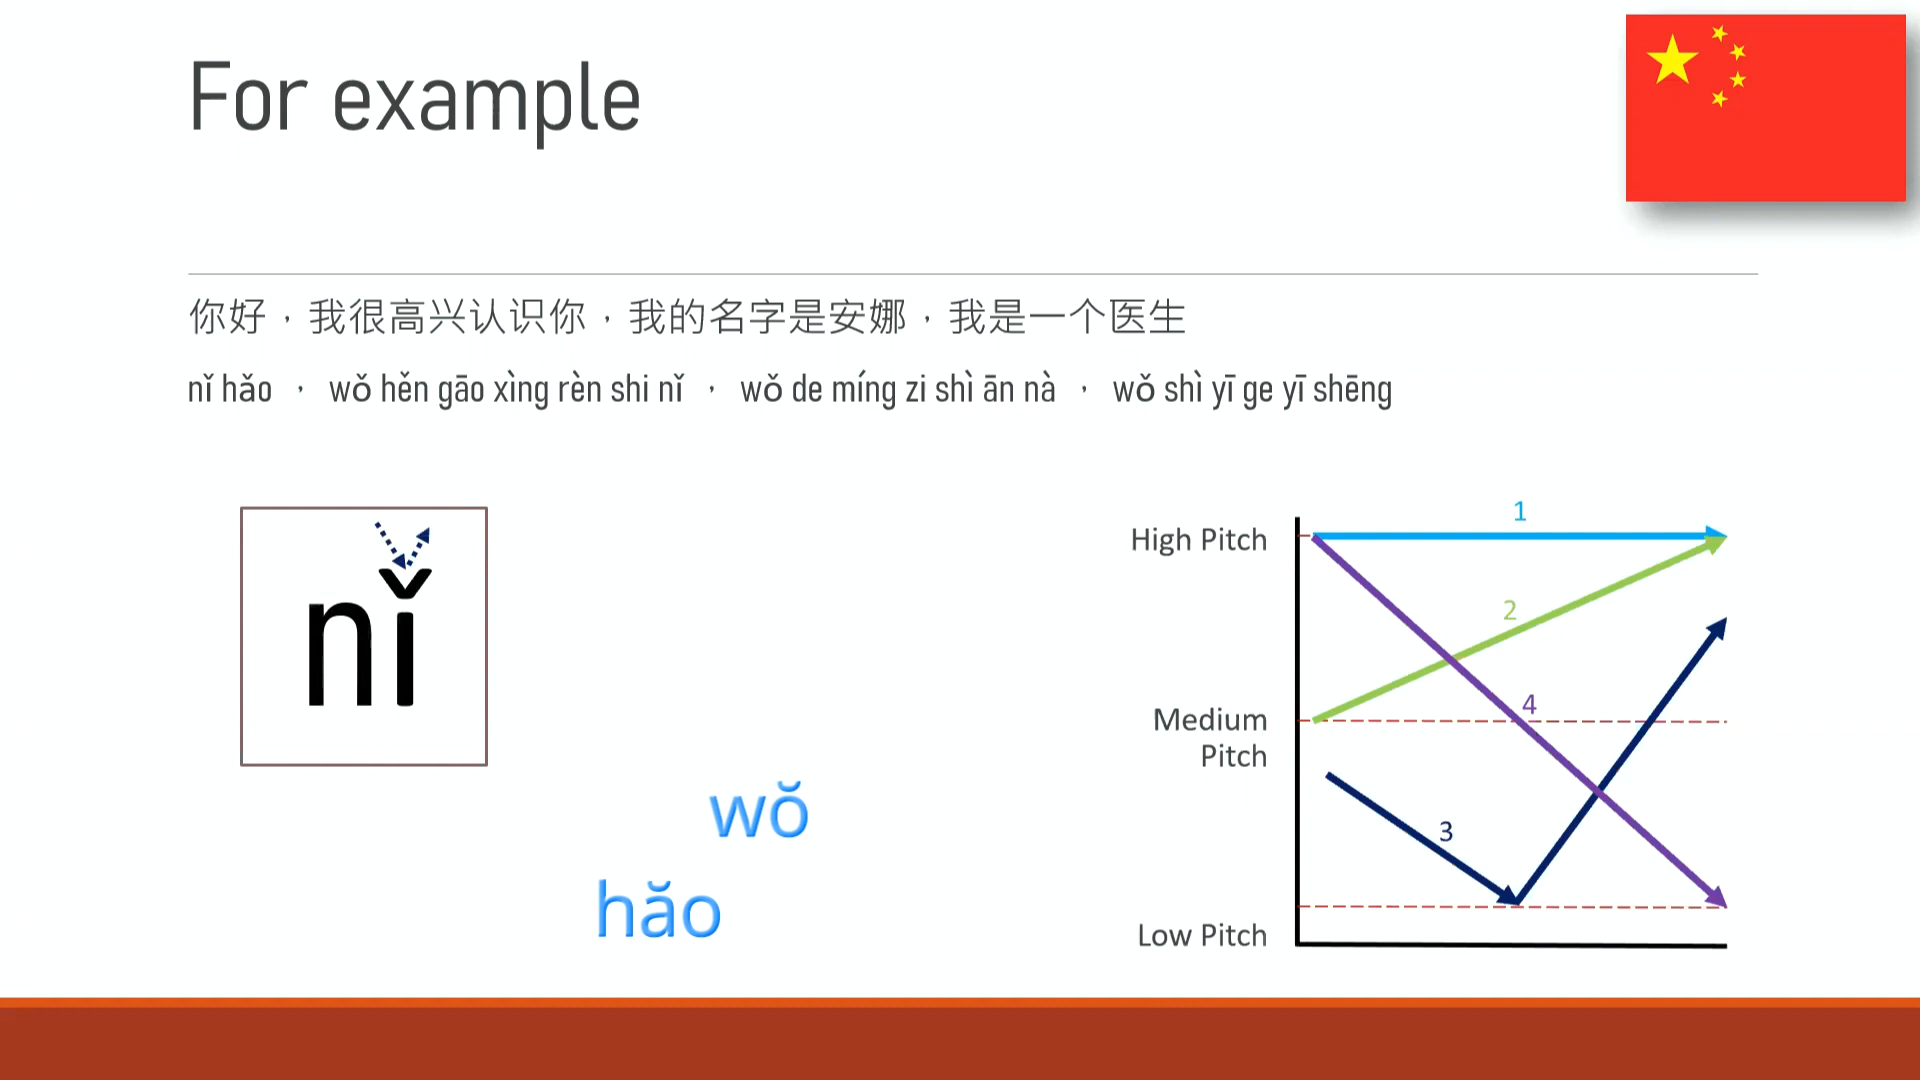 For example
你好，我很高兴认识你，我的名字是安娜，我是一个医生
nǐ hǎo ， wǒ hěn gāo xìng rèn shi nǐ ， wǒ de míng zi shì ān nà ， wǒ shì yī ge yī shēng
nǐ
wŏ
hăo
High Pitch
Medium
Pitch
Low Pitch
1
2
4
3